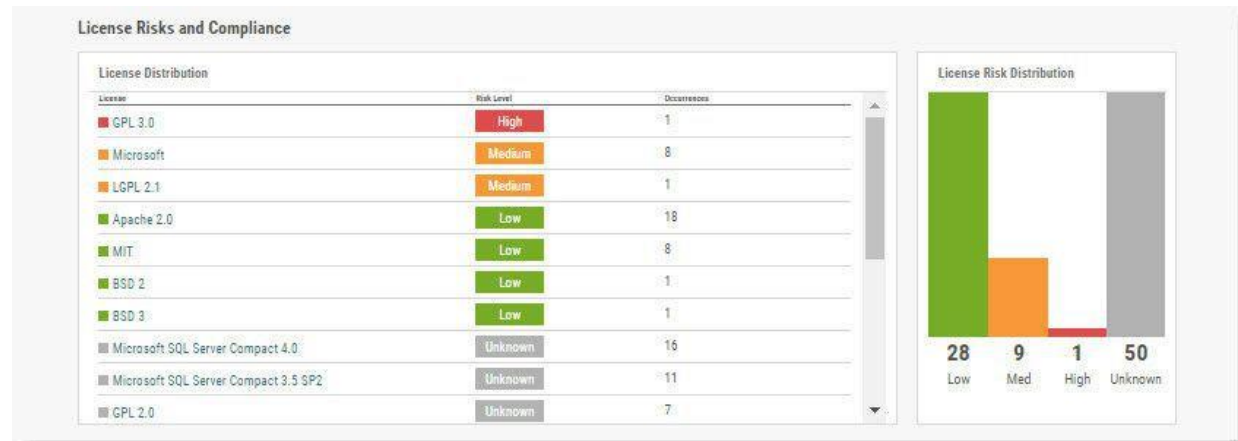 License Risks and Compliance
License Distribution
License Risk Level Occurrences
GPL 3.0 High 1
Microsoft Medium 8
LGPL 2.1 Medium 1
Apache 2.0 Low 18
MIT Low 8
BSD 2 Low 1
BSD 3 Low 1
Microsoft SQL Server Compact 4.0 Unknown 16
Microsoft SQL Server Compact 3.5 SP2 Unknown 11
GPL 2.0 Unknown 7
License Risk Distribution
28 9 1 50
Low Med High Unknown